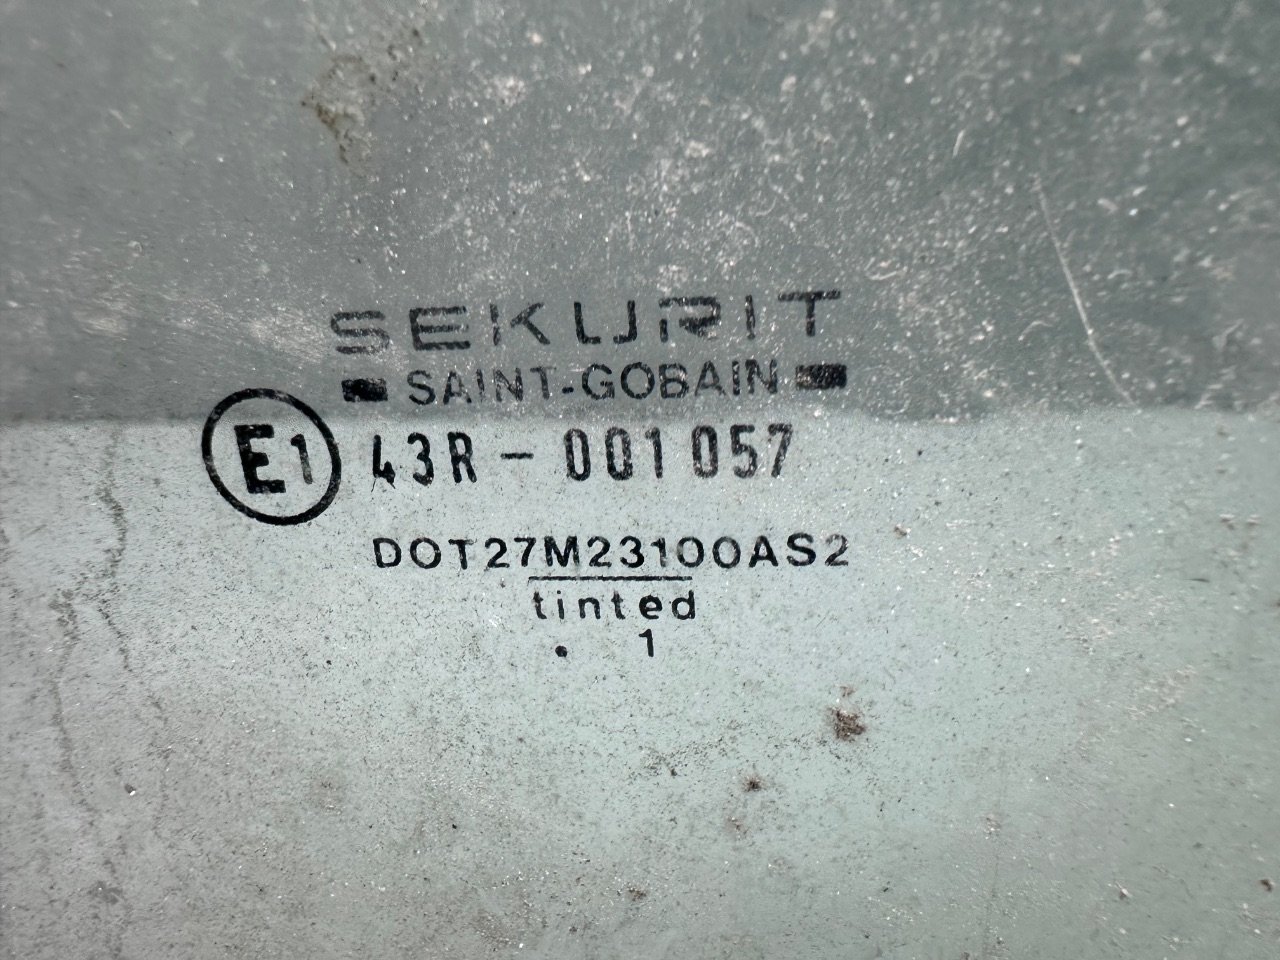 SEKURIT
SAINT-GOBAIN
E1 43R - 001057
DOT27M23100AS2
tinted
. 1